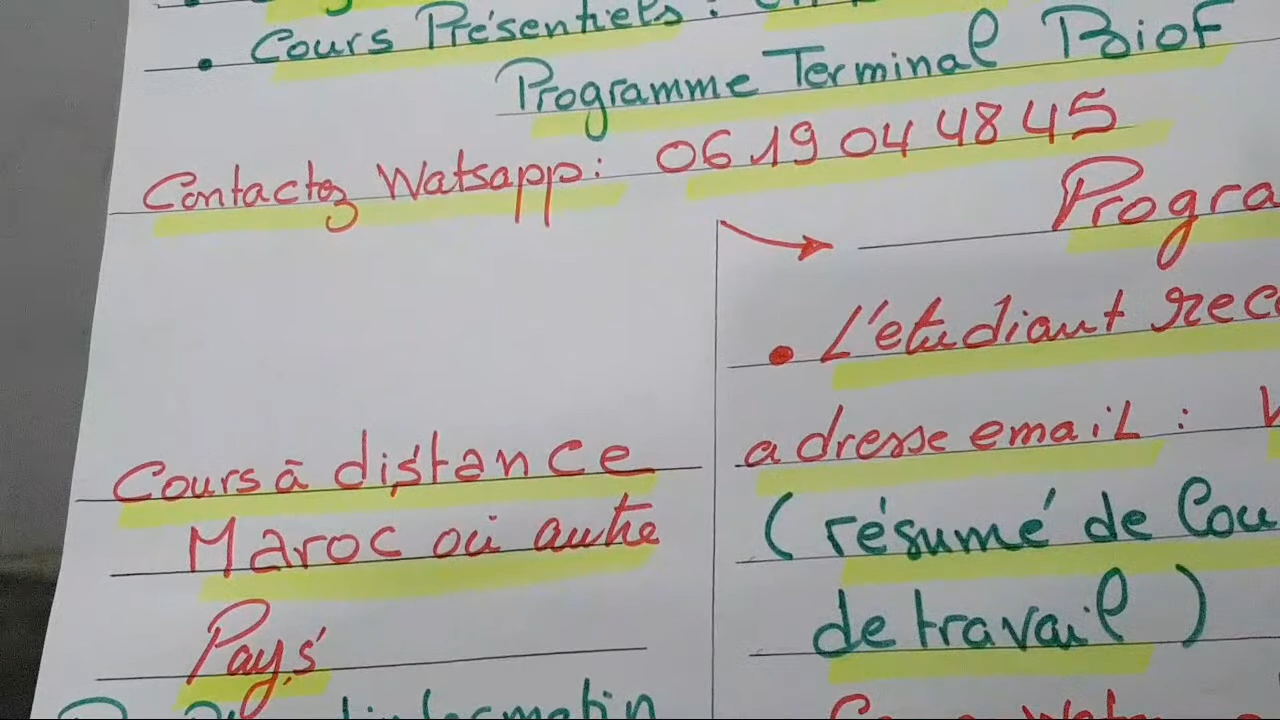 • Cours Présentiels :
Programme Terminal Biof
Contactez Watsapp: 06 19 04 48 45
Cours à distance
Maroc où autre
Pays
Progra
• L'etudiant rec
adresse email :
(résumé de Cou
de travail)